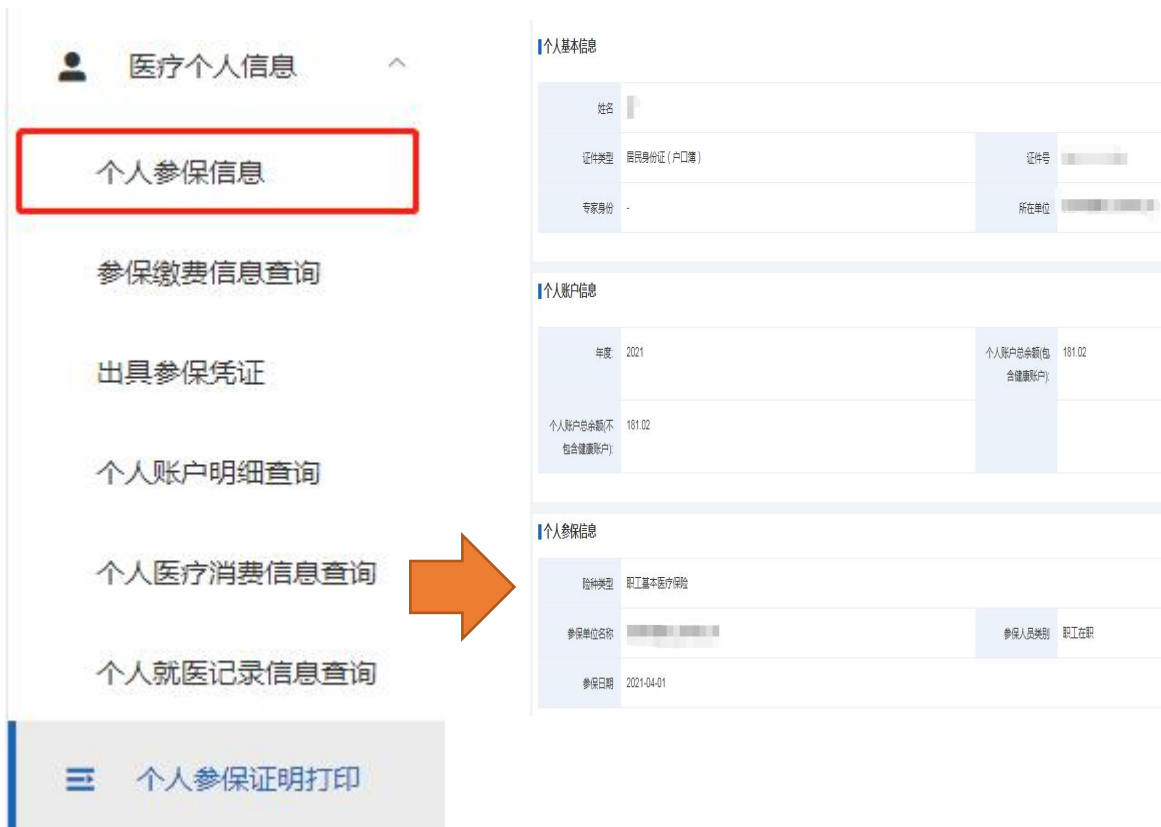 医疗个人信息
个人参保信息
参保缴费信息查询
出具参保凭证
个人账户明细查询
个人医疗消费信息查询
个人就医记录信息查询
个人参保证明打印
个人基本信息
姓名
证件类型 居民身份证（户口簿） 证件号
专家身份 - 所在单位
个人账户信息
年度: 2021 个人账户总余额(包
含健康账户): 181.02
个人账户总余额(不
包含健康账户): 181.02
个人参保信息
险种类型 职工基本医疗保险
参保单位名称 参保人员类别 职工在职
参保日期 2021-04-01